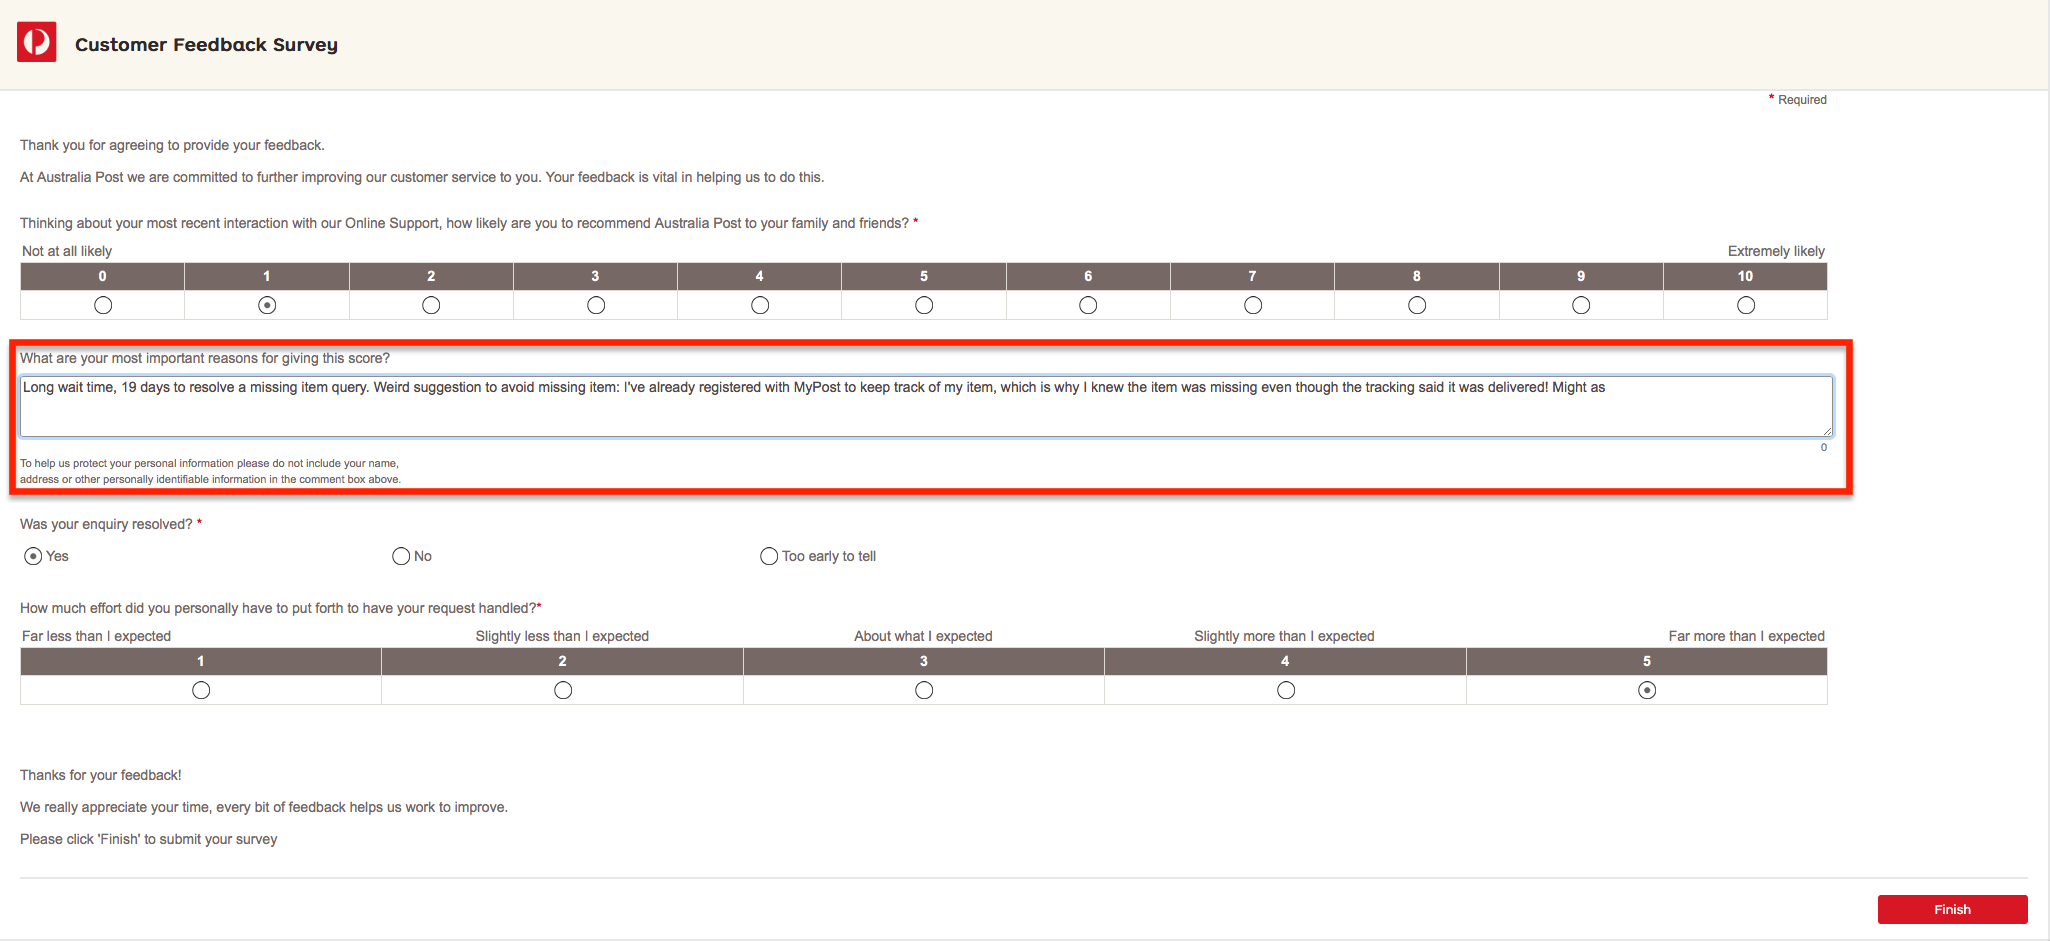 Customer Feedback Survey
* Required
Thank you for agreeing to provide your feedback.
At Australia Post we are committed to further improving our customer service to you. Your feedback is vital in helping us to do this.
Thinking about your most recent interaction with our Online Support, how likely are you to recommend Australia Post to your family and friends? *
Not at all likely Extremely likely
0 1 2 3 4 5 6 7 8 9 10
What are your most important reasons for giving this score?
Long wait time, 19 days to resolve a missing item query. Weird suggestion to avoid missing item: I've already registered with MyPost to keep track of my item, which is why I knew the item was missing even though the tracking said it was delivered! Might as
0
To help us protect your personal information please do not include your name,
address or other personally identifiable information in the comment box above.
Was your enquiry resolved? *
Yes No Too early to tell
How much effort did you personally have to put forth to have your request handled?*
Far less than I expected Slightly less than I expected About what I expected Slightly more than I expected Far more than I expected
1 2 3 4 5
Thanks for your feedback!
We really appreciate your time, every bit of feedback helps us work to improve.
Please click 'Finish' to submit your survey
Finish